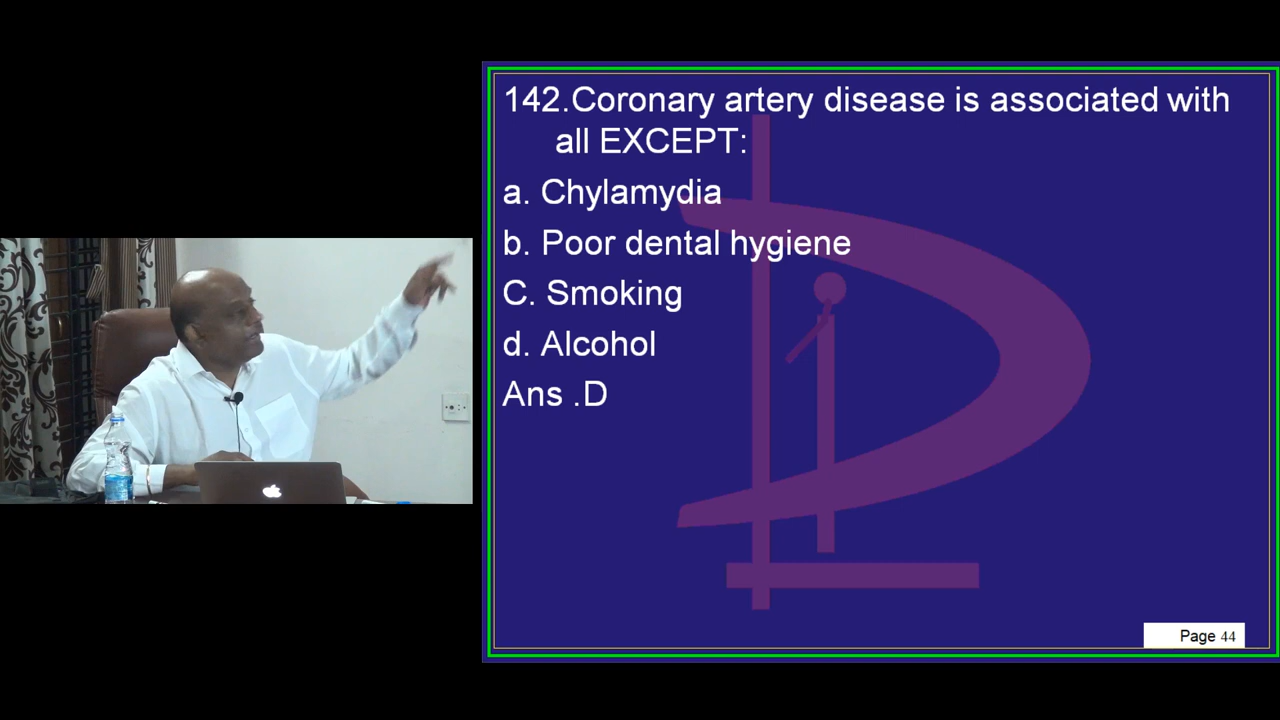 142.Coronary artery disease is associated with
all EXCEPT:
a. Chylamydia
b. Poor dental hygiene
C. Smoking
d. Alcohol
Ans .D
Page 44